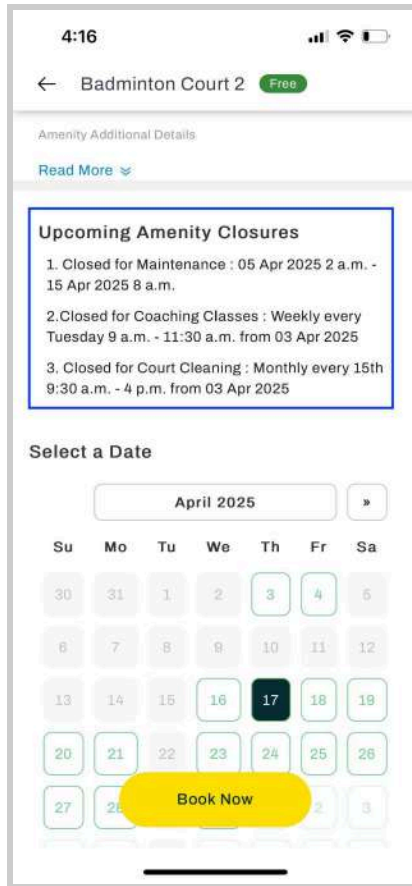 4:16
Badminton Court 2 Free
Amenity Additional Details
Read More
Upcoming Amenity Closures
1. Closed for Maintenance : 05 Apr 2025 2 a.m. -
15 Apr 2025 8 a.m.
2.Closed for Coaching Classes : Weekly every
Tuesday 9 a.m. - 11:30 a.m. from 03 Apr 2025
3. Closed for Court Cleaning : Monthly every 15th
9:30 a.m. - 4 p.m. from 03 Apr 2025
Select a Date
April 2025 »
Su Mo Tu We Th Fr Sa
30 31 1 2 3 4 5
6 7 8 9 10 11 12
13 14 15 16 17 18 19
20 21 22 23 24 25 26
27 2 3
Book Now